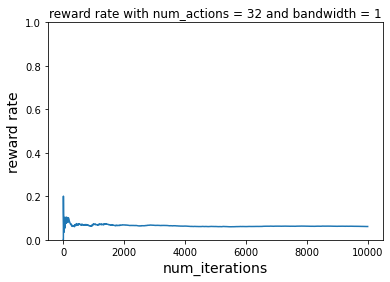 reward rate with num_actions = 32 and bandwidth = 1
1.0
0.8
0.6
0.4
0.2
0.0
reward rate
0 2000 4000 6000 8000 10000
num_iterations